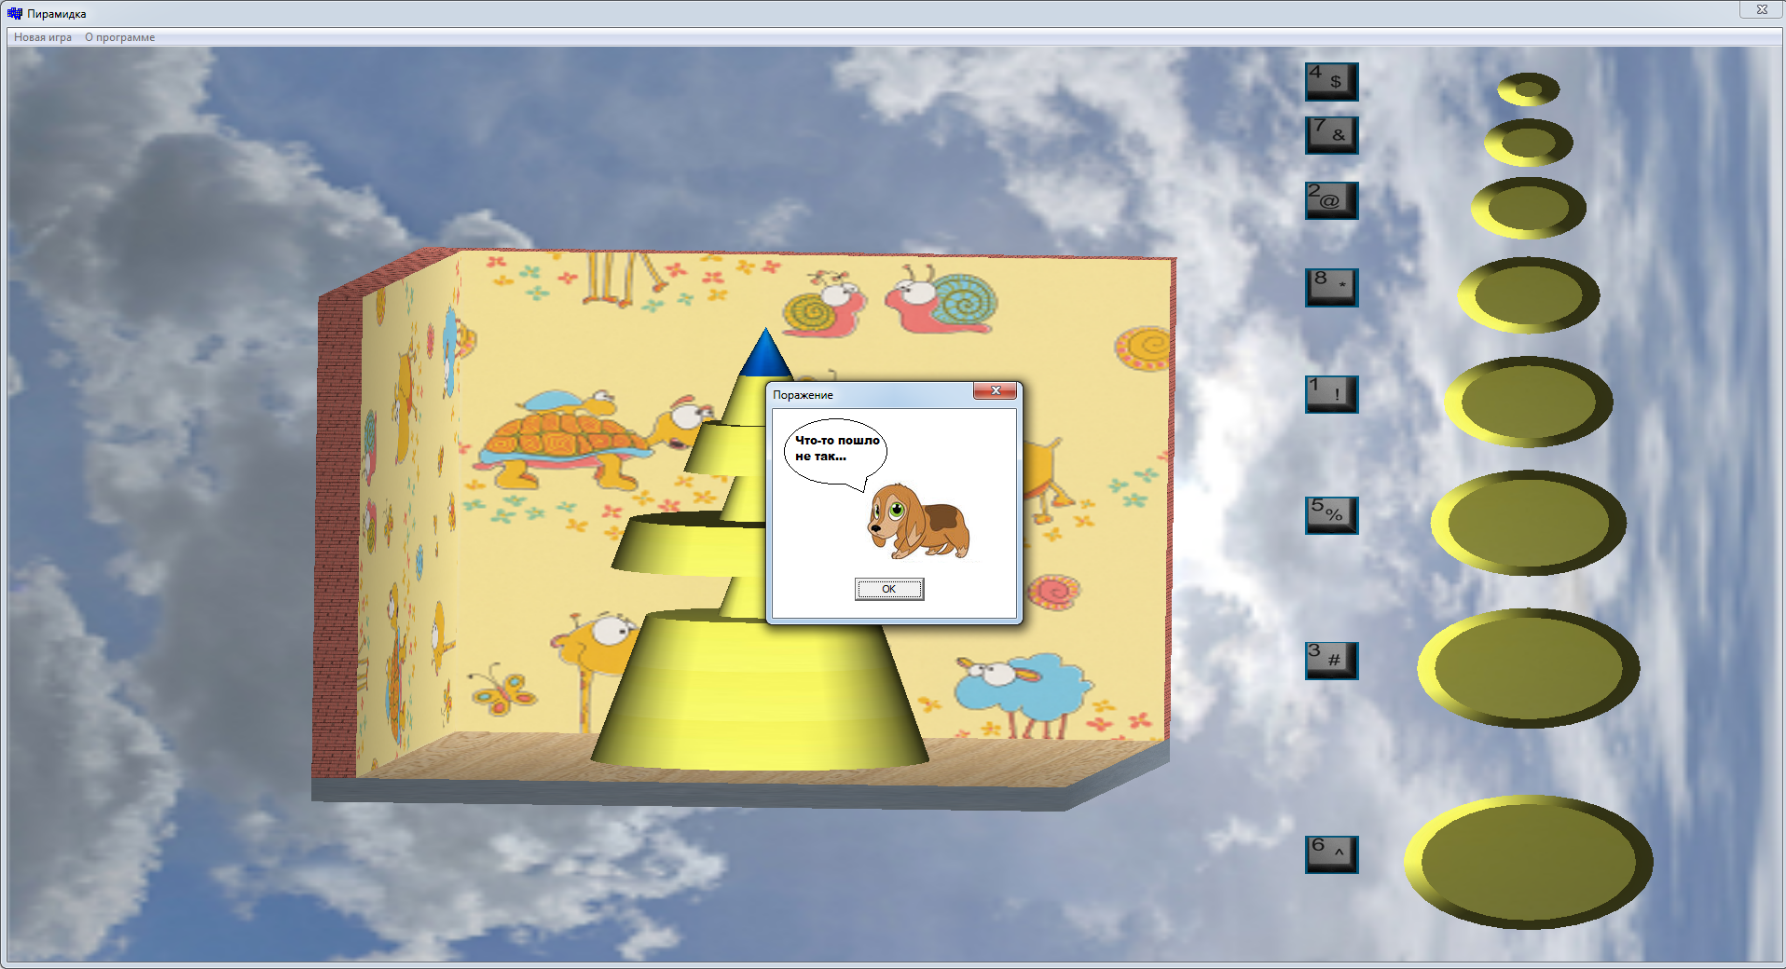 Пирамидка
Новая игра О программе
4 $
7 &
2 @
8 *
1 !
5 %
3 #
6 ^
Поражение
Что-то пошло
не так...
OK